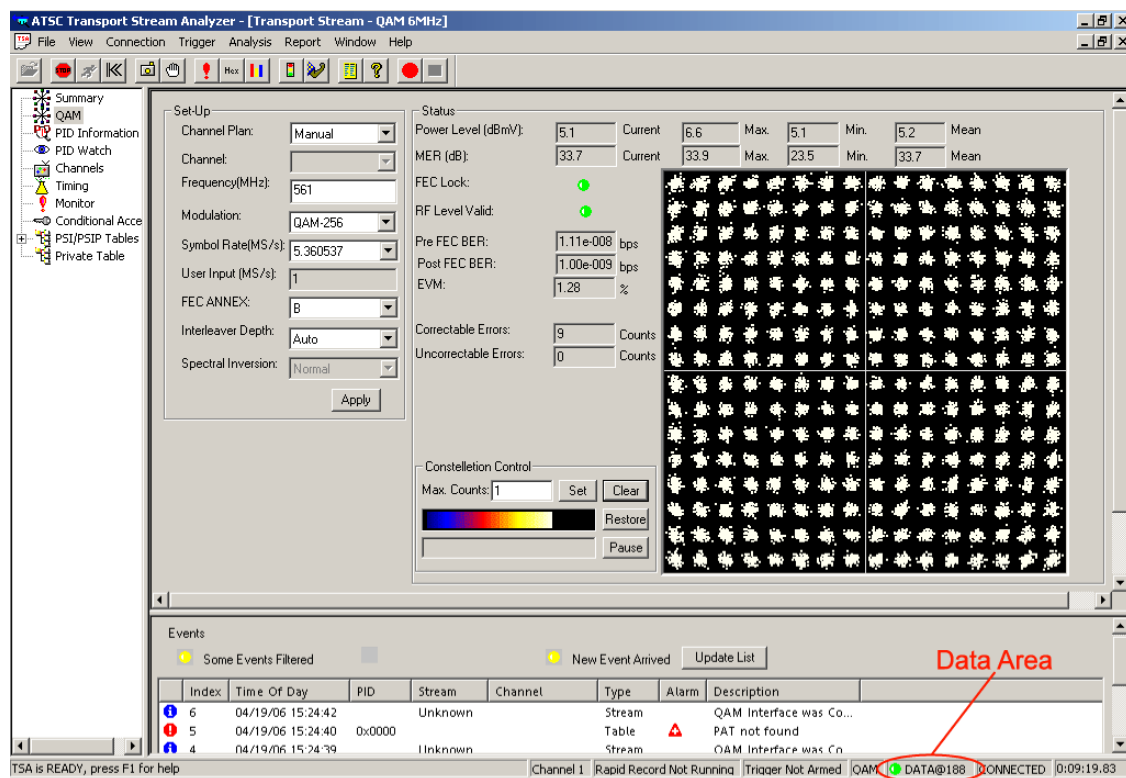 ATSC Transport Stream Analyzer - [Transport Stream - QAM 6MHz]
File View Connection Trigger Analysis Report Window Help
STOP Hex
Summary
QAM
PID Information
PID Watch
Channels
Timing
Monitor
Conditional Acce
PSI/PSIP Tables
Private Table
Set-Up
Channel Plan: Manual
Channel:
Frequency(MHz): 561
Modulation: QAM-256
Symbol Rate(MS/s): 5.360537
User Input (MS/s): 1
FEC ANNEX: B
Interleaver Depth: Auto
Spectral Inversion: Normal
Apply
Status
Power Level (dBmV): 5.1 Current 6.6 Max. 5.1 Min. 5.2 Mean
MER (dB): 33.7 Current 33.9 Max. 23.5 Min. 33.7 Mean
FEC Lock:
RF Level Valid:
Pre FEC BER: 1.11e-008 bps
Post FEC BER: 1.00e-009 bps
EVM: 1.28 %
Correctable Errors: 9 Counts
Uncorrectable Errors: 0 Counts
Constelletion Control
Max. Counts: 1 Set Clear
Restore
Pause
Events
Some Events Filtered New Event Arrived Update List
Data Area
Index Time Of Day PID Stream Channel Type Alarm Description
6 04/19/06 15:24:42 Unknown Stream QAM Interface was Co...
5 04/19/06 15:24:40 0x0000 Table PAT not found
4 04/19/06 15:24:39 Unknown Stream QAM Interface was Co
TSA is READY, press F1 for help Channel 1 Rapid Record Not Running Trigger Not Armed QAM DATA@188 CONNECTED 0:09:19.83